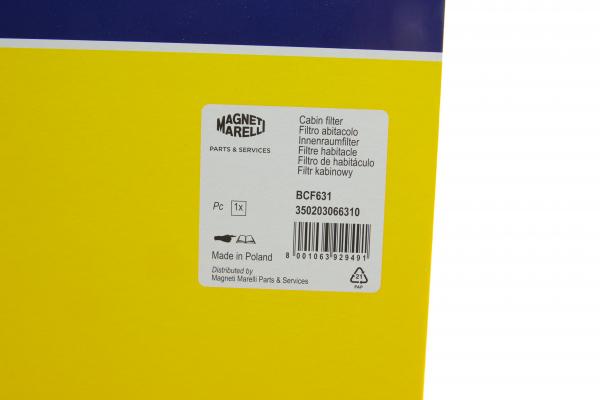 MAGNETI
MARELLI
PARTS & SERVICES
Cabin filter
Filtro abitacolo
Innenraumfilter
Filtre habitacle
Filtro de habitáculo
Filtr kabinowy
BCF631
350203066310
Pc 1x
8 001063 929491
Made in Poland
Distributed by
Magneti Marelli Parts & Services
21
PAP